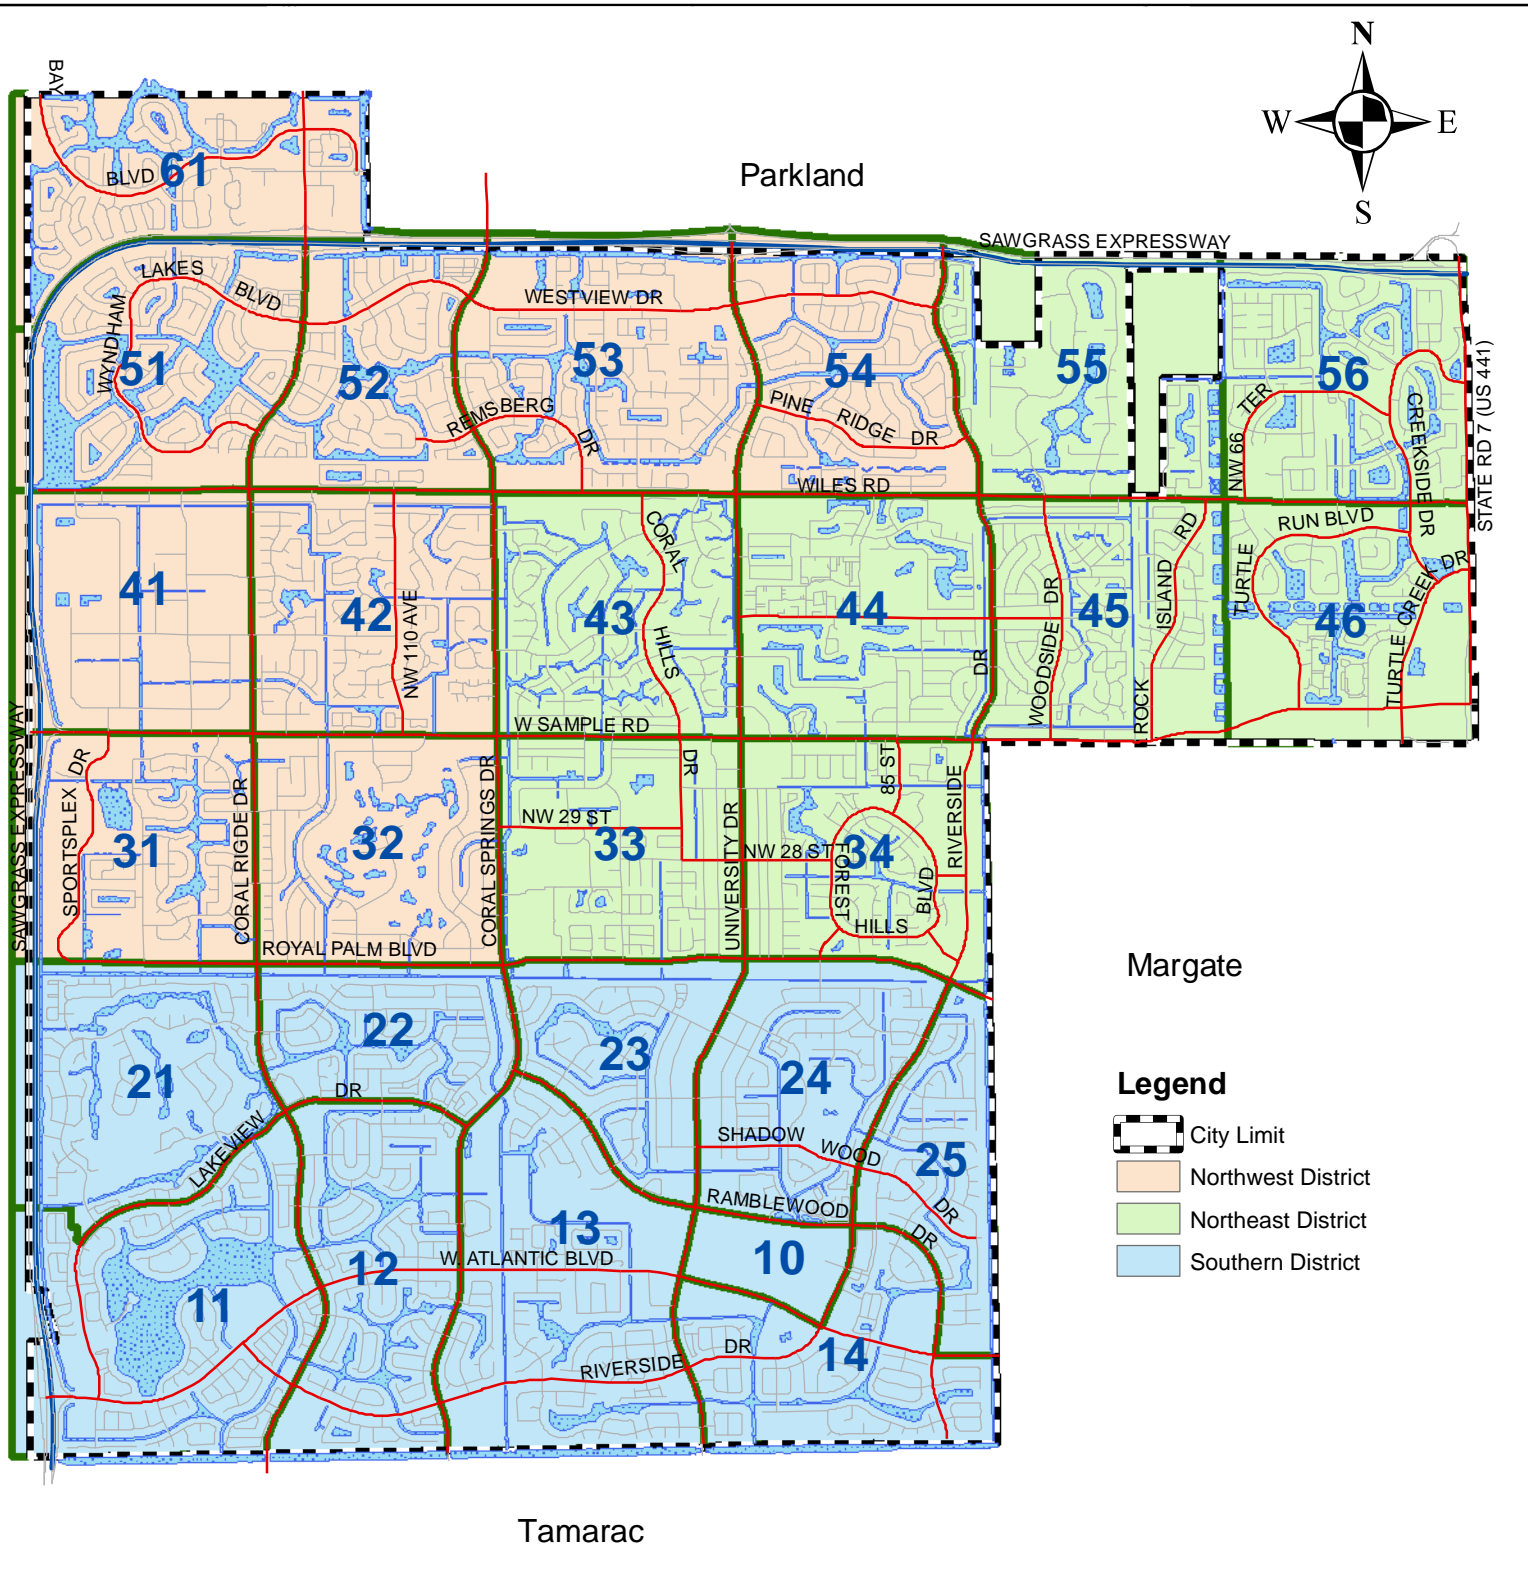 N
W
E
S
BAY
BLVD
61
Parkland
SAWGRASS EXPRESSWAY
LAKES
BLVD
WYNDHAM
51
52
WESTVIEW DR
53
54
55
56
REMSBERG
DR
PINE
RIDGE
DR
NW 66
TER
CREEKSIDE DR
STATE RD 7 (US 441)
WILES RD
41
42
NW 110 AVE
43
CORAL
HILLS
DR
44
DR
WOODSIDE DR
45
ISLAND
RD
ROCK
TURTLE
RUN BLVD
46
TURTLE CREEK DR
W SAMPLE RD
SAWGRASS EXPRESSWAY
SPORTSPLEX
DR
31
CORAL RIGDE DR
32
CORAL SPRINGS DR
NW 29 ST
33
UNIVERSITY DR
NW 28 ST
85 ST
34
FOREST
HILLS
BLVD
RIVERSIDE
ROYAL PALM BLVD
Margate
21
22
23
24
25
LAKEVIEW
DR
SHADOW
WOOD
DR
RAMBLEWOOD
DR
11
12
13
10
14
W. ATLANTIC BLVD
RIVERSIDE
DR
Legend
City Limit
Northwest District
Northeast District
Southern District
Tamarac